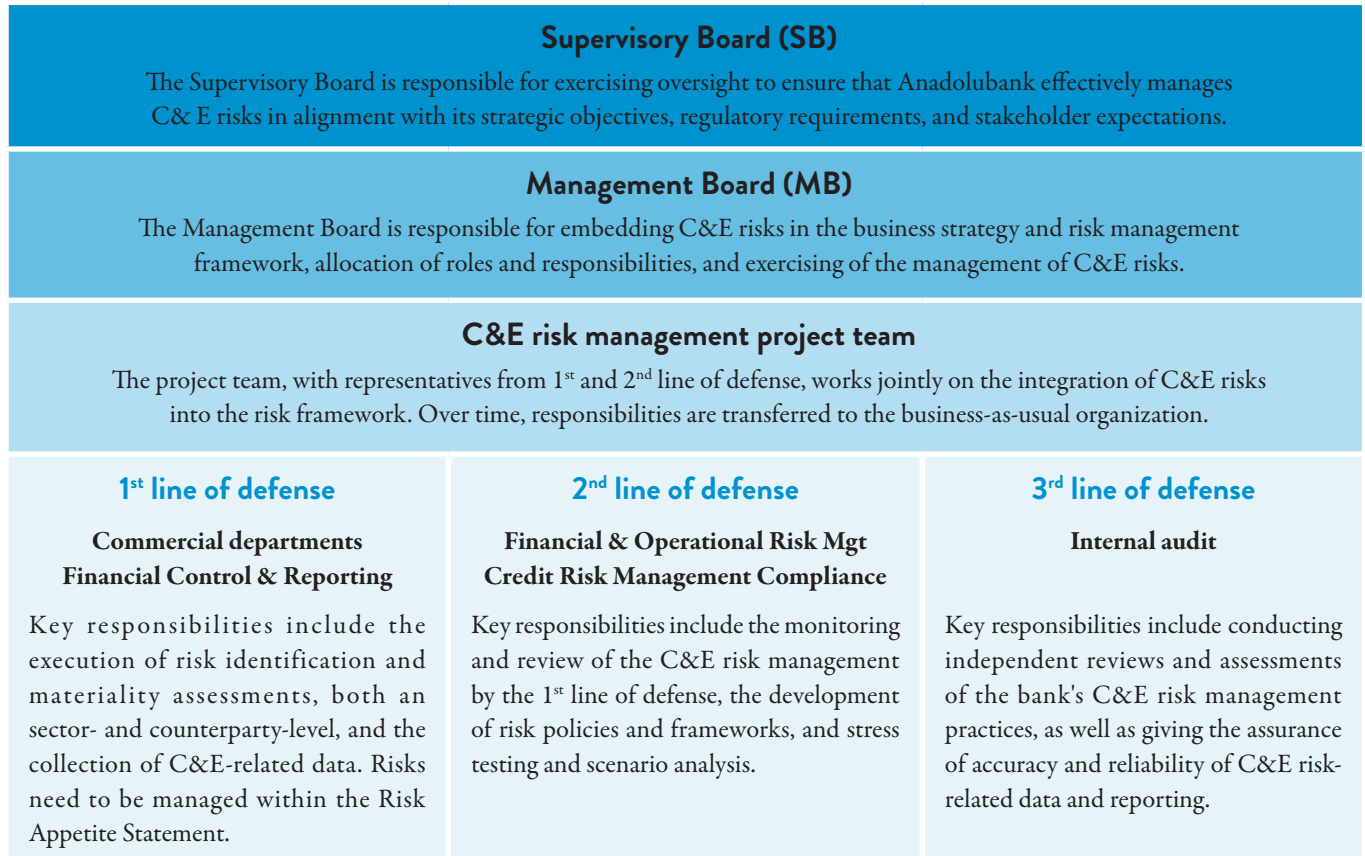 Supervisory Board (SB)
The Supervisory Board is responsible for exercising oversight to ensure that Anadolubank effectively manages
C& E risks in alignment with its strategic objectives, regulatory requirements, and stakeholder expectations.
Management Board (MB)
The Management Board is responsible for embedding C&E risks in the business strategy and risk management
framework, allocation of roles and responsibilities, and exercising of the management of C&E risks.
C&E risk management project team
The project team, with representatives from 1st and 2nd line of defense, works jointly on the integration of C&E risks
into the risk framework. Over time, responsibilities are transferred to the business-as-usual organization.
1st line of defense
Commercial departments
Financial Control & Reporting
Key responsibilities include the
execution of risk identification and
materiality assessments, both an
sector- and counterparty-level, and the
collection of C&E-related data. Risks
need to be managed within the Risk
Appetite Statement.
2nd line of defense
Financial & Operational Risk Mgt
Credit Risk Management Compliance
Key responsibilities include the monitoring
and review of the C&E risk management
by the 1st line of defense, the development
of risk policies and frameworks, and stress
testing and scenario analysis.
3rd line of defense
Internal audit
Key responsibilities include conducting
independent reviews and assessments
of the bank's C&E risk management
practices, as well as giving the assurance
of accuracy and reliability of C&E risk-
related data and reporting.